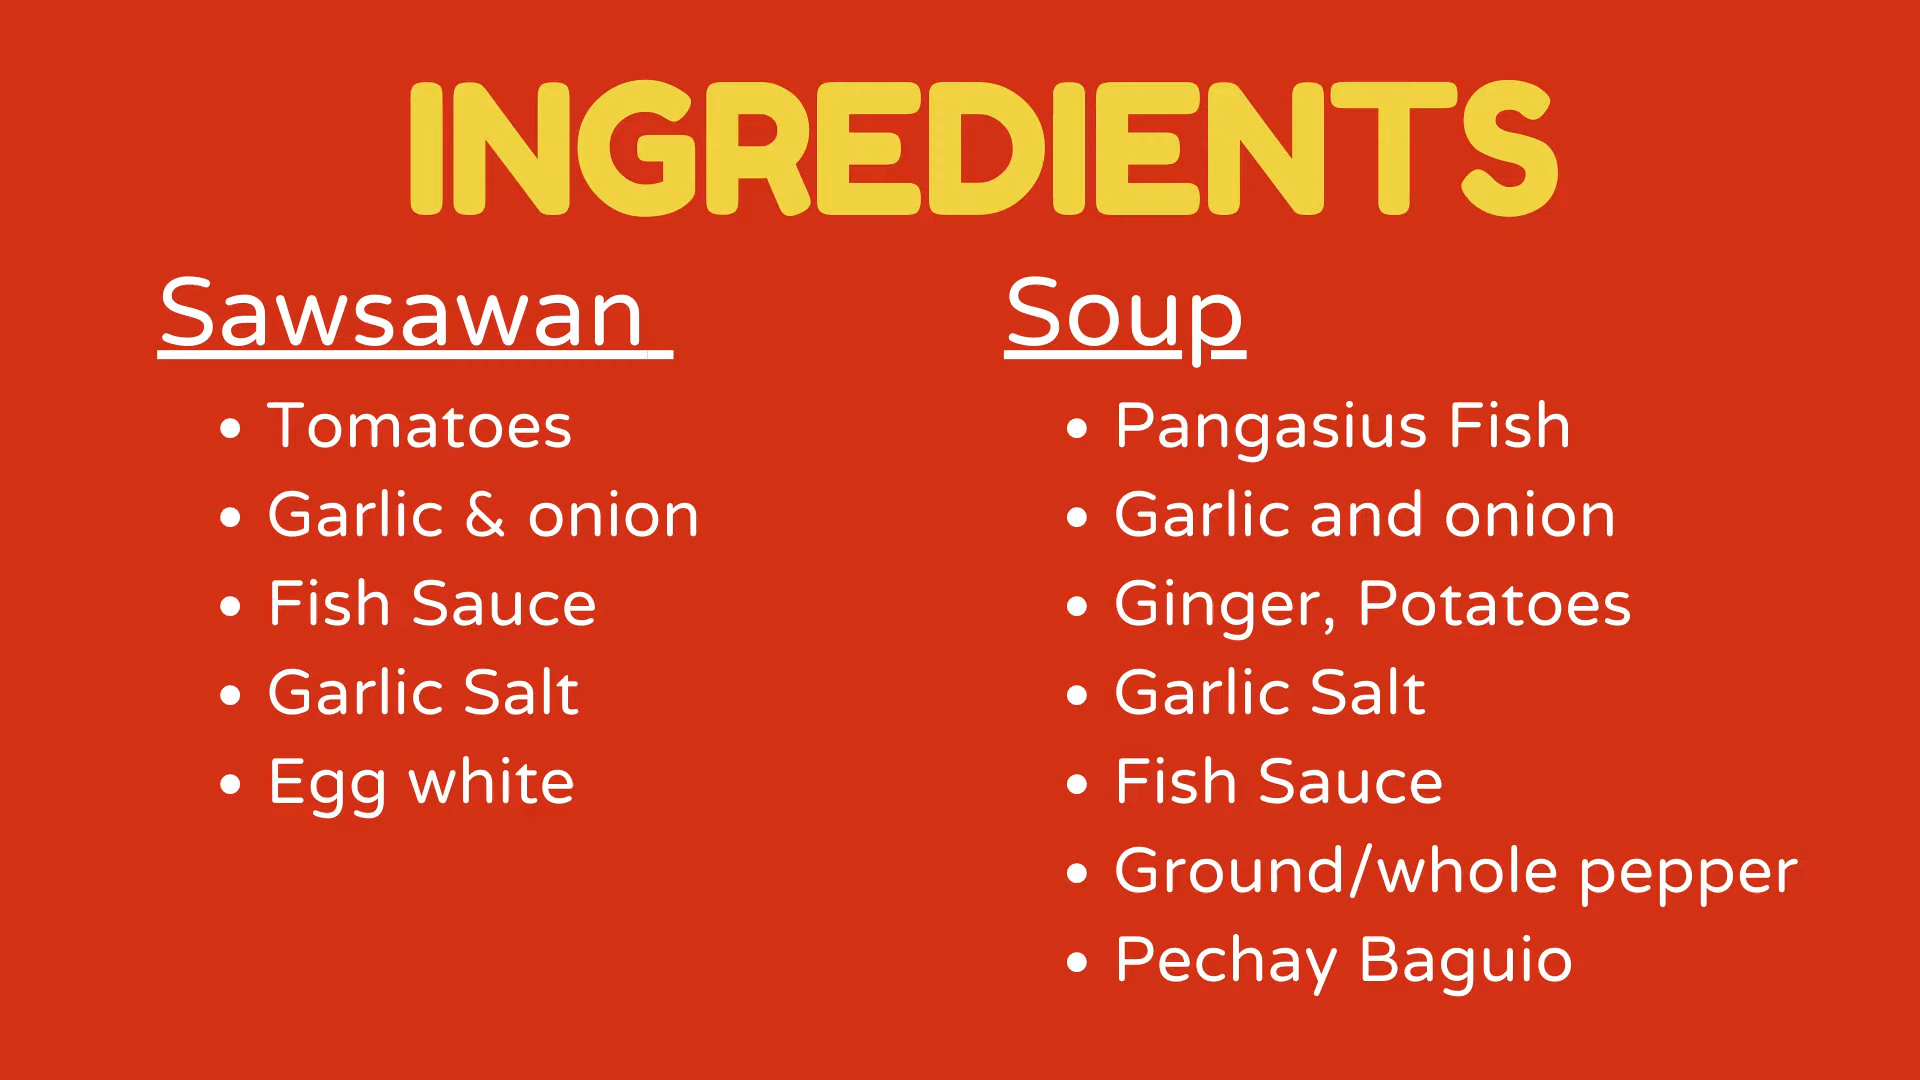 INGREDIENTS
Sawsawan
• Tomatoes
• Garlic & onion
• Fish Sauce
• Garlic Salt
• Egg white
Soup
• Pangasius Fish
• Garlic and onion
• Ginger, Potatoes
• Garlic Salt
• Fish Sauce
• Ground/whole pepper
• Pechay Baguio